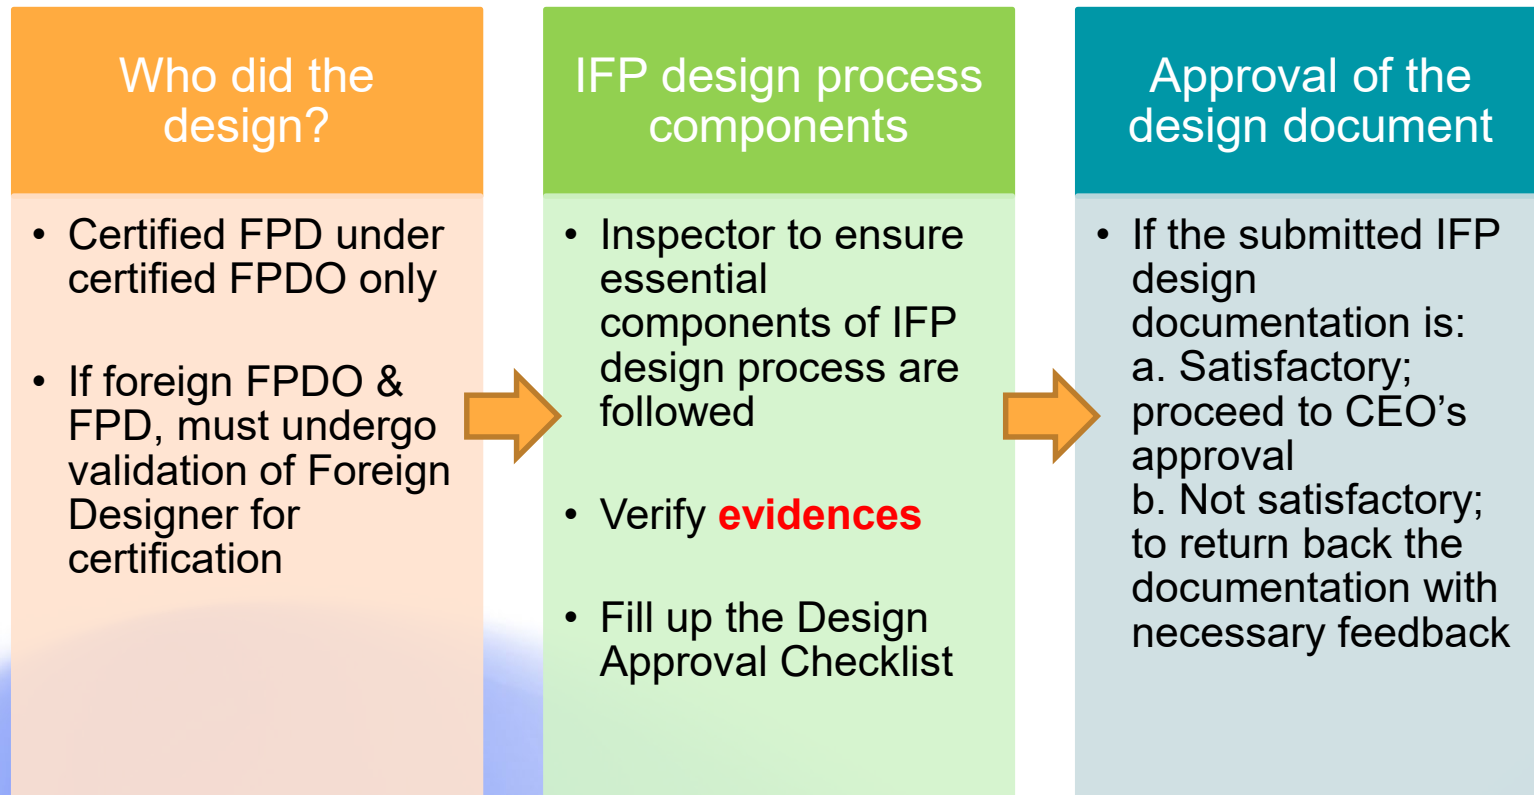 Who did the
design?
• Certified FPD under
certified FPDO only
• If foreign FPDO &
FPD, must undergo
validation of Foreign
Designer for
certification
IFP design process
components
• Inspector to ensure
essential
components of IFP
design process are
followed
• Verify evidences
• Fill up the Design
Approval Checklist
Approval of the
design document
• If the submitted IFP
design
documentation is:
a. Satisfactory;
proceed to CEO’s
approval
b. Not satisfactory;
to return back the
documentation with
necessary feedback